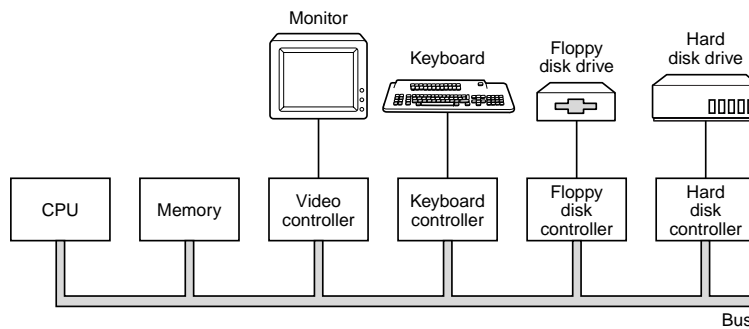 Monitor
Keyboard
Floppy
disk drive
Hard
disk drive
CPU
Memory
Video
controller
Keyboard
controller
Floppy
disk
controller
Hard
disk
controller
Bus